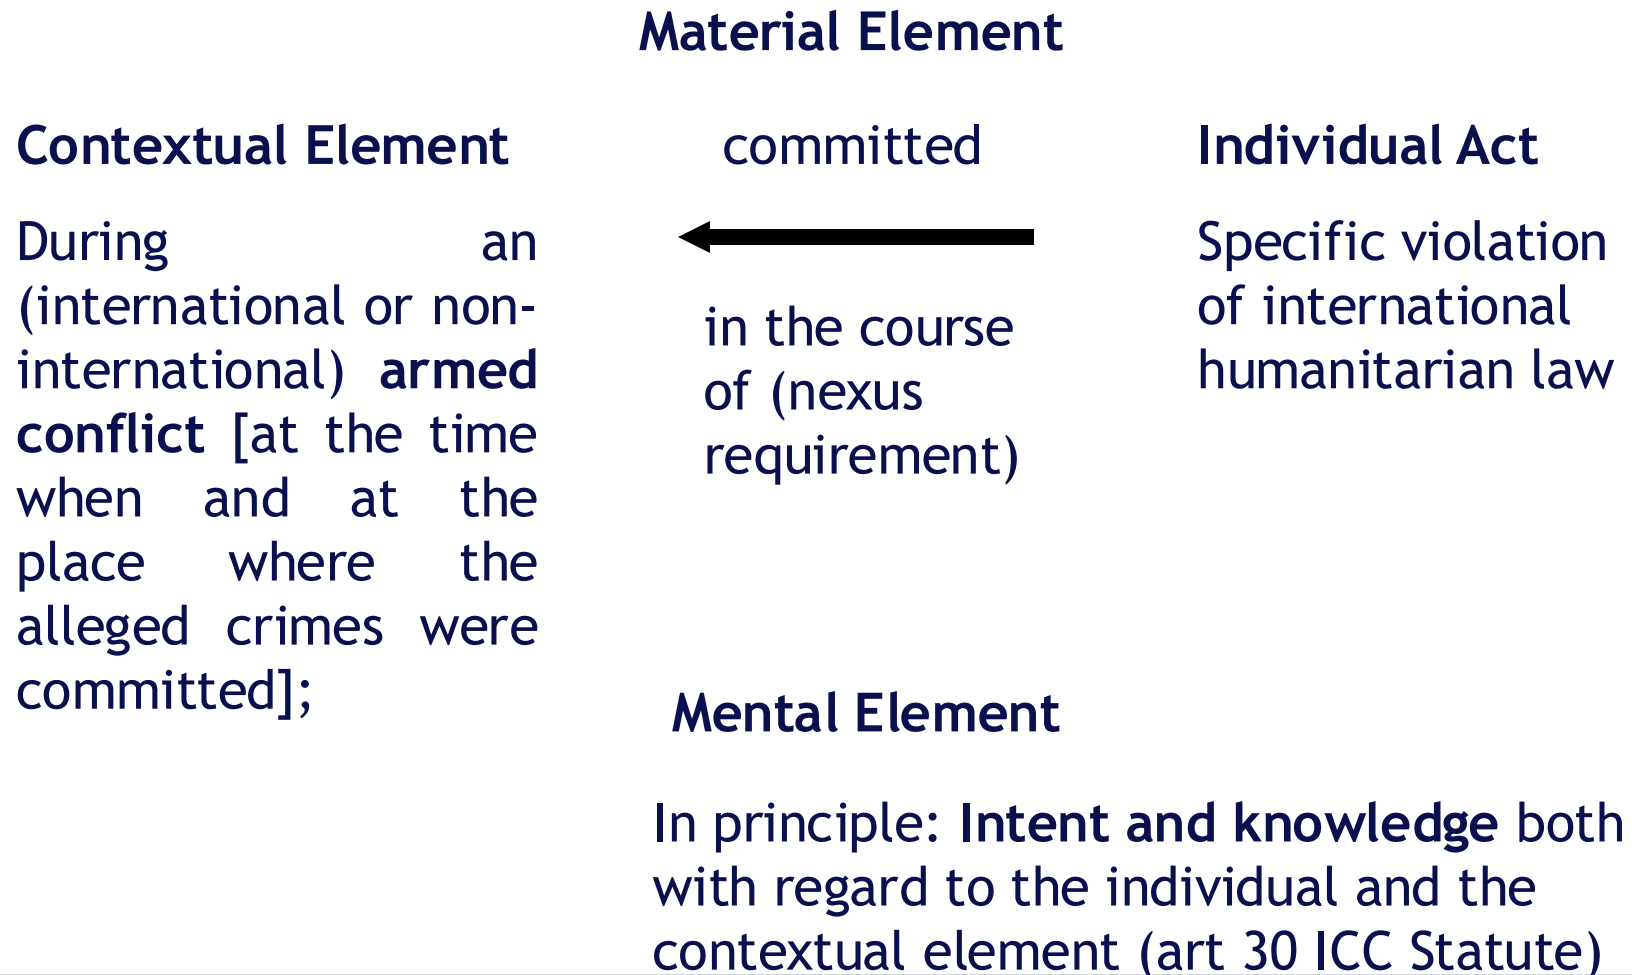 Material Element
Contextual Element
During an
(international or non-
international) armed
conflict [at the time
when and at the
place where the
alleged crimes were
committed];
committed
in the course
of (nexus
requirement)
Individual Act
Specific violation
of international
humanitarian law
Mental Element
In principle: Intent and knowledge both
with regard to the individual and the
contextual element (art 30 ICC Statute)